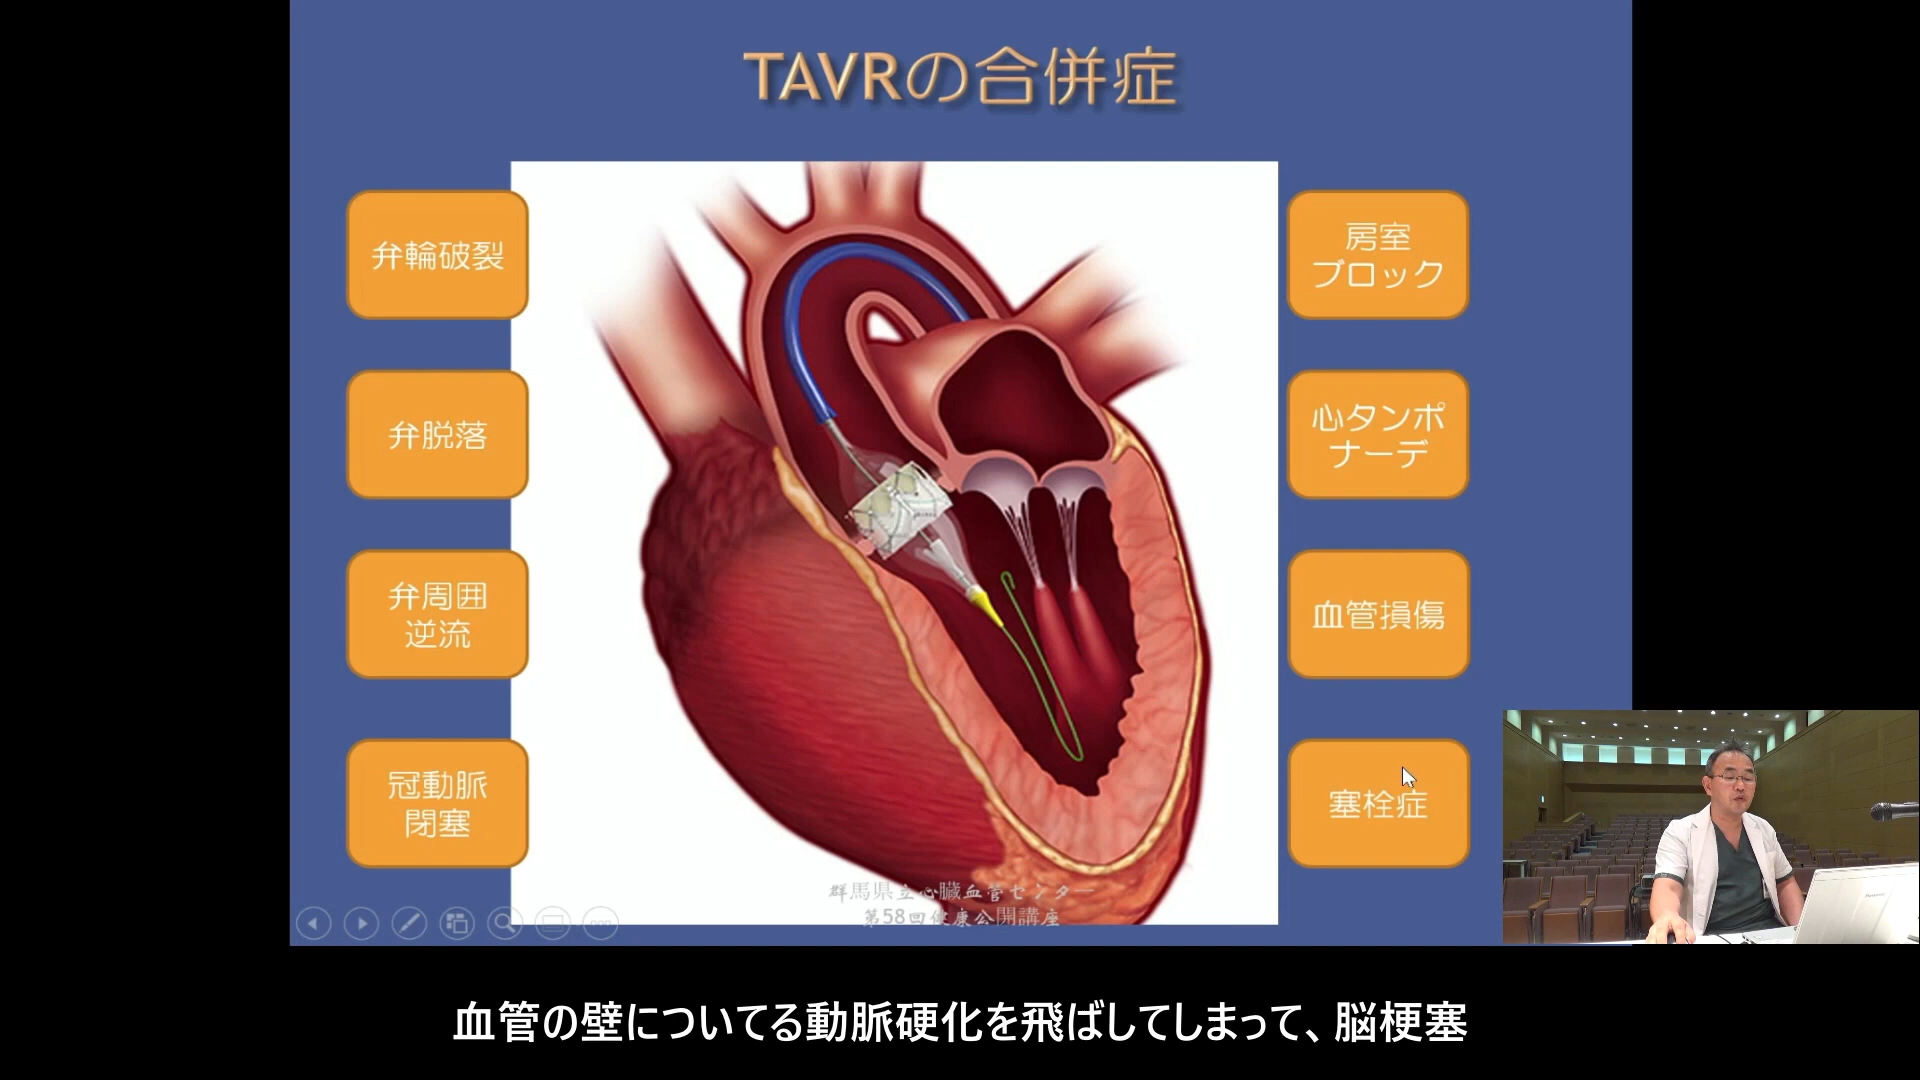 TAVRの合併症
弁輪破裂
弁脱落
弁周囲
逆流
冠動脈
閉塞
房室
ブロック
心タンポ
ナーデ
血管損傷
塞栓症
群馬県立心臓血管センター
第58回健康公開講座
血管の壁についてる動脈硬化を飛ばしてしまって、脳梗塞